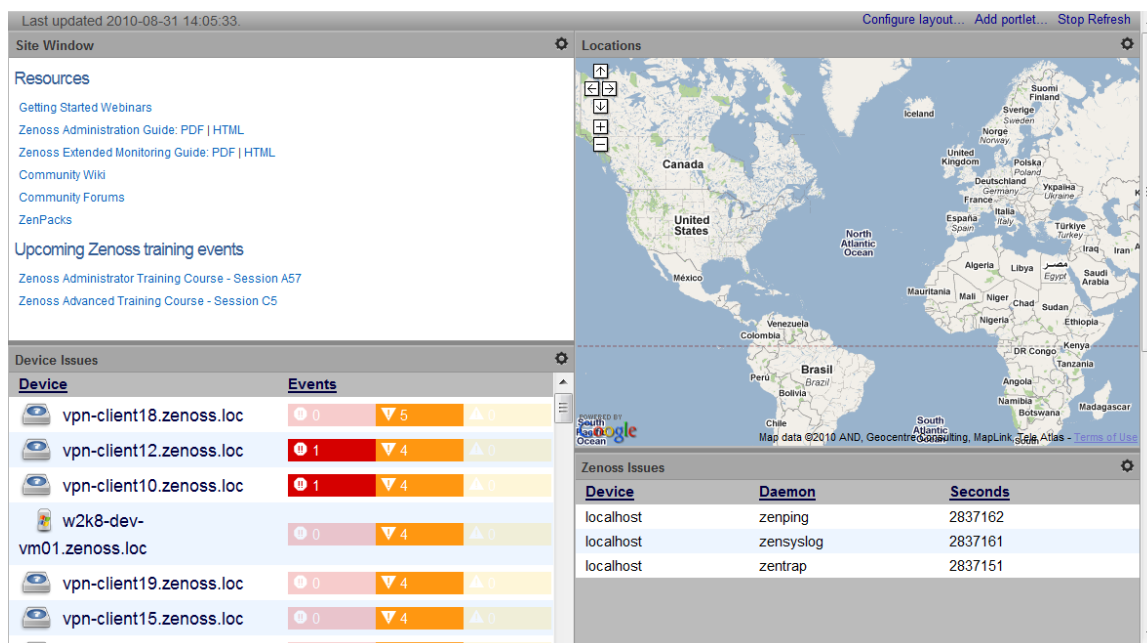 Last updated 2010-08-31 14:05:33.
Configure layout... Add portlet... Stop Refresh
Site Window
Resources
Getting Started Webinars
Zenoss Administration Guide: PDF | HTML
Zenoss Extended Monitoring Guide: PDF | HTML
Community Wiki
Community Forums
ZenPacks
Upcoming Zenoss training events
Zenoss Administrator Training Course - Session A57
Zenoss Advanced Training Course - Session C5
Device Issues
Device Events
vpn-client18.zenoss.loc 0 5 0
vpn-client12.zenoss.loc 1 4 0
vpn-client10.zenoss.loc 1 4 0
w2k8-dev-
vm01.zenoss.loc 0 4 0
vpn-client19.zenoss.loc 0 4 0
vpn-client15.zenoss.loc 0 4 0
Locations
Suomi
Finland
Iceland
Sverige
Sweden
Norge
Norway
United
Kingdom
Polska
Poland
Canada
Deutschland
Germany
Україна
Ukraine
France
Italia
Italy
España
Spain
United
States
Türkiye
Turkey
North
Atlantic
Ocean
Iraq
Iran
Algeria
Libya
مصر
Egypt
Saudi
Arabia
México
Mauritania
Mali
Niger
Chad
Sudan
Nigeria
Ethiopia
Venezuela
Colombia
Kenya
DR Congo
Tanzania
Brasil
Brazil
Perú
Bolivia
Angola
Namibia
Botswana
Madagascar
Chile
South
Atlantic
POWERED BY
Google
South
Ocean
Map data ©2010 AND, Geocentre Consulting, MapLink, Tele Atlas - Terms of Use
Zenoss Issues
Device Daemon Seconds
localhost zenping 2837162
localhost zensyslog 2837161
localhost zentrap 2837151